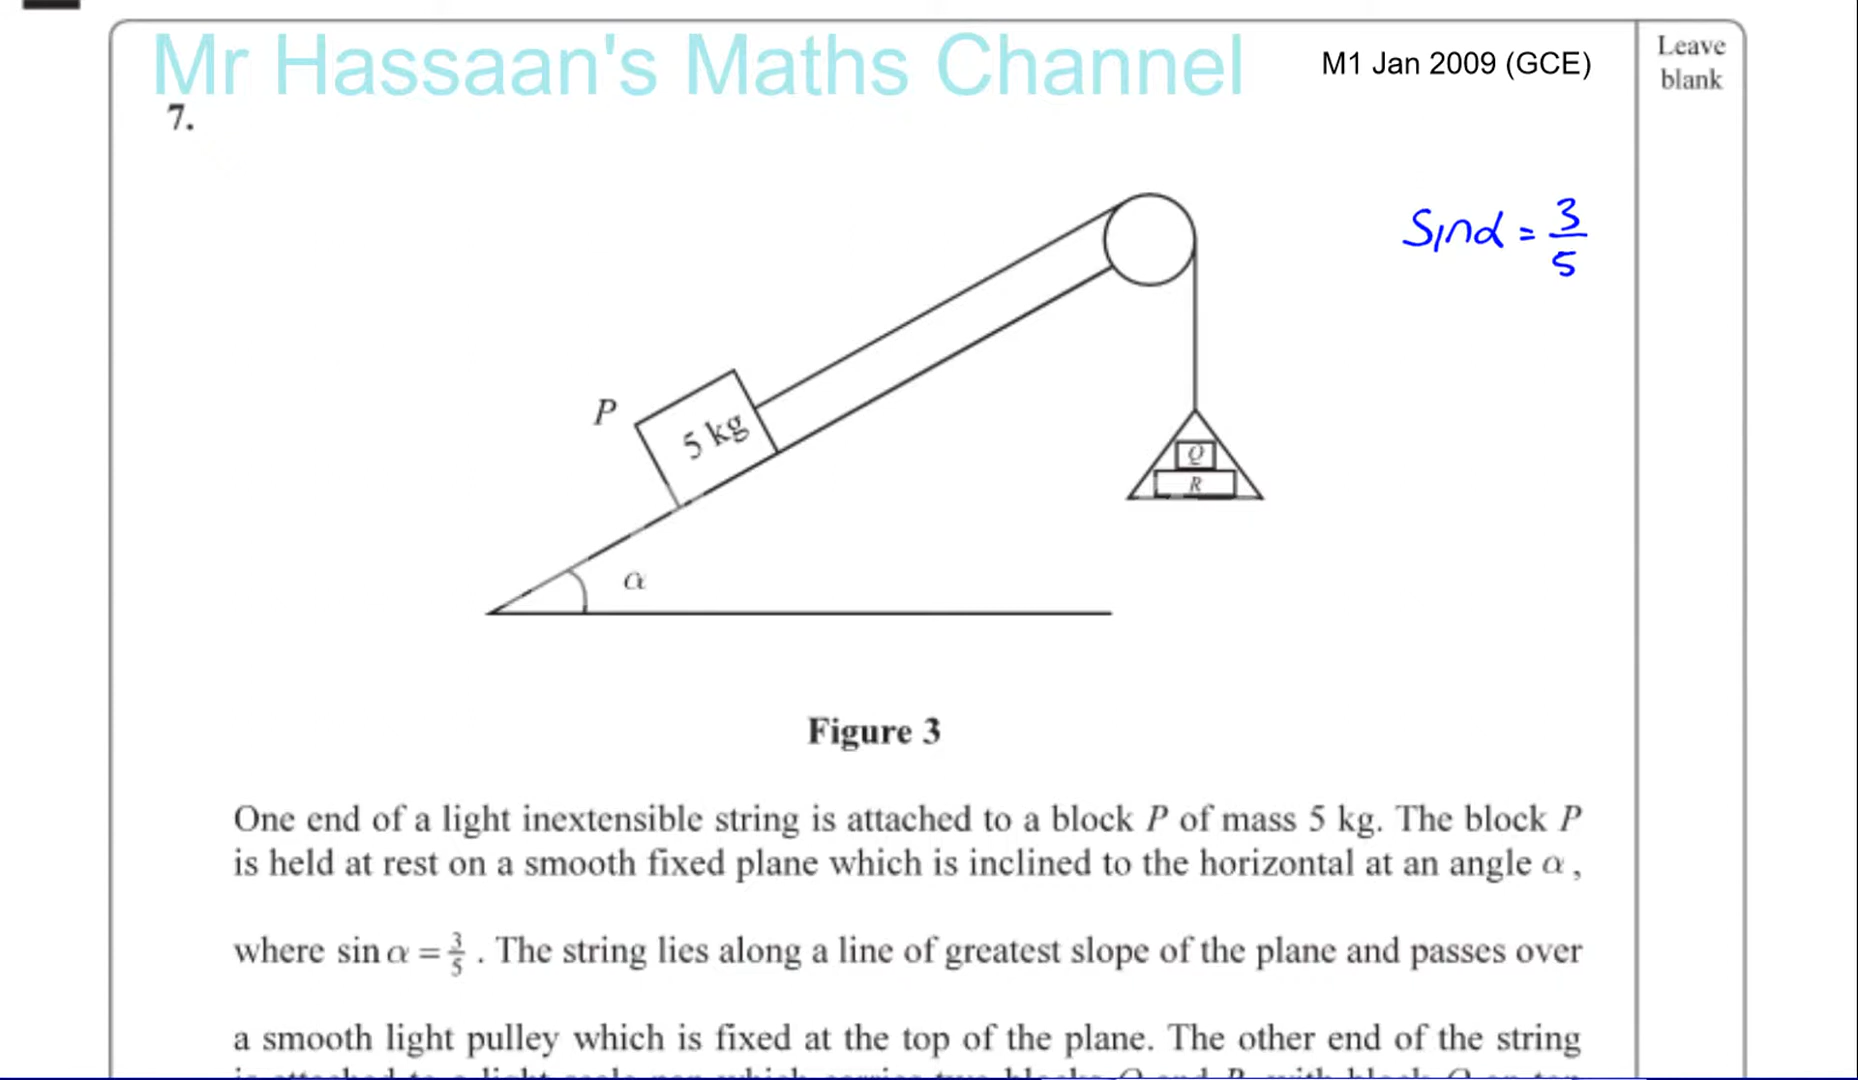 Mr Hassaan's Maths Channel
M1 Jan 2009 (GCE)
Leave
blank
7.
Sinα = 3/5
P
5 kg
Q
R
α
Figure 3
One end of a light inextensible string is attached to a block P of mass 5 kg. The block P
is held at rest on a smooth fixed plane which is inclined to the horizontal at an angle α,
where sin α = 3/5 . The string lies along a line of greatest slope of the plane and passes over
a smooth light pulley which is fixed at the top of the plane. The other end of the string